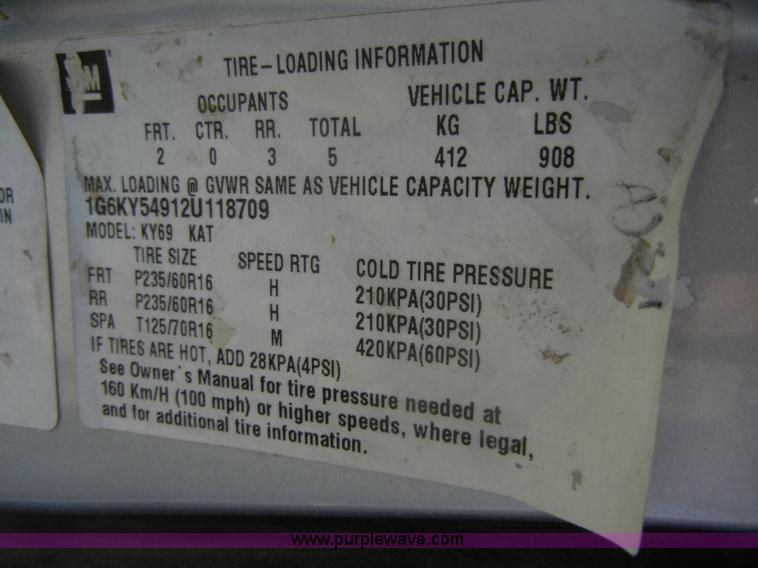 GM
TIRE-LOADING INFORMATION
OCCUPANTS VEHICLE CAP. WT.
FRT. CTR. RR. TOTAL KG LBS
2 0 3 5 412 908
MAX. LOADING @ GVWR SAME AS VEHICLE CAPACITY WEIGHT.
1G6KY54912U118709
MODEL: KY69 KAT
TIRE SIZE SPEED RTG COLD TIRE PRESSURE
FRT P235/60R16 H 210KPA(30PSI)
RR P235/60R16 H 210KPA(30PSI)
SPA T125/70R16 M 420KPA(60PSI)
IF TIRES ARE HOT, ADD 28KPA(4PSI)
See Owner's Manual for tire pressure needed at
160 Km/H (100 mph) or higher speeds, where legal,
and for additional tire information.
OR
IN
www.purplewave.com